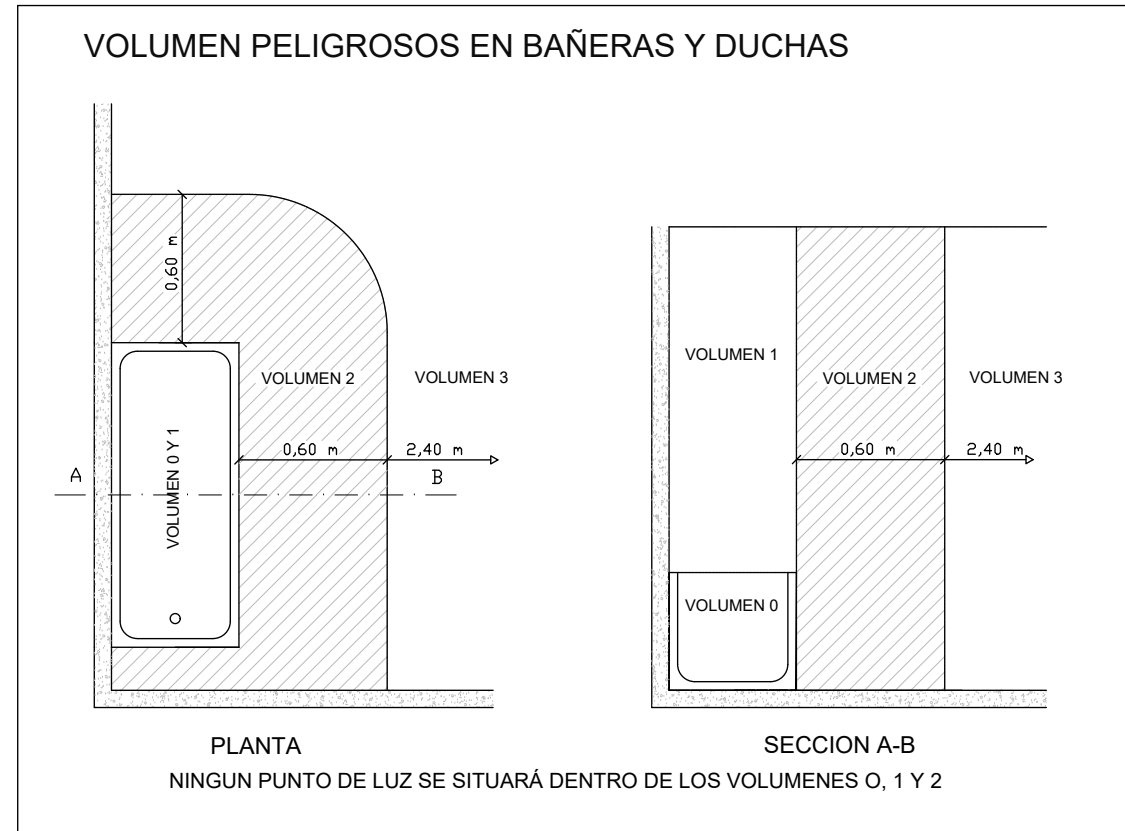 VOLUMEN PELIGROSOS EN BAÑERAS Y DUCHAS
0,60 m
VOLUMEN 2
VOLUMEN 3
0,60 m
2,40 m
A
B
VOLUMEN 0 Y 1
PLANTA
VOLUMEN 1
VOLUMEN 2
VOLUMEN 3
0,60 m
2,40 m
VOLUMEN 0
SECCION A-B
NINGUN PUNTO DE LUZ SE SITUARÁ DENTRO DE LOS VOLUMENES O, 1 Y 2